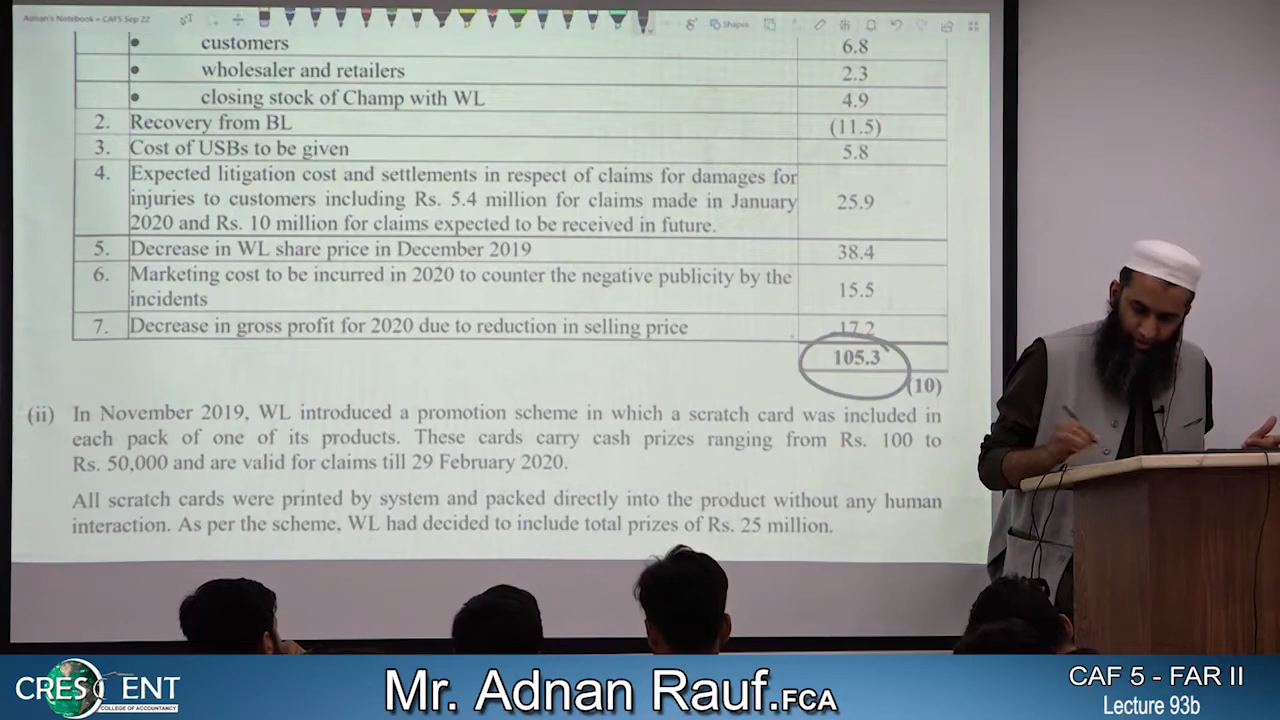 Adnan's Notebook » CAF5 Sep 22
Shapes
• customers 6.8
• wholesaler and retailers 2.3
• closing stock of Champ with WL 4.9
2. Recovery from BL (11.5)
3. Cost of USBs to be given 5.8
4. Expected litigation cost and settlements in respect of claims for damages for
injuries to customers including Rs. 5.4 million for claims made in January 25.9
2020 and Rs. 10 million for claims expected to be received in future.
5. Decrease in WL share price in December 2019 38.4
6. Marketing cost to be incurred in 2020 to counter the negative publicity by the
incidents 15.5
7. Decrease in gross profit for 2020 due to reduction in selling price 17.2
105.3
(10)
(ii) In November 2019, WL introduced a promotion scheme in which a scratch card was included in
each pack of one of its products. These cards carry cash prizes ranging from Rs. 100 to
Rs. 50,000 and are valid for claims till 29 February 2020.
All scratch cards were printed by system and packed directly into the product without any human
interaction. As per the scheme, WL had decided to include total prizes of Rs. 25 million.
CRESCENT
COLLEGE OF ACCOUNTANCY
Mr. Adnan Rauf.FCA
CAF 5 - FAR II
Lecture 93b